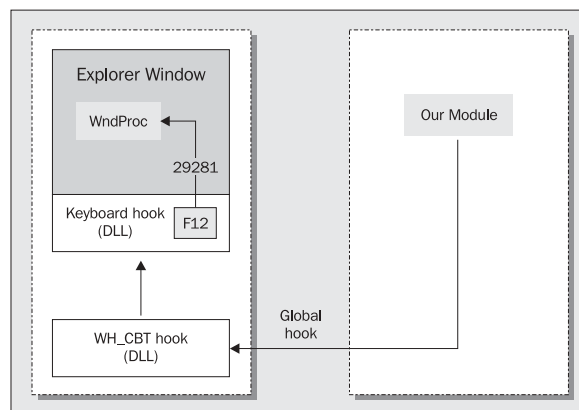 Explorer Window
WndProc
29281
Keyboard hook
(DLL)
F12
WH_CBT hook
(DLL)
Global
hook
Our Module